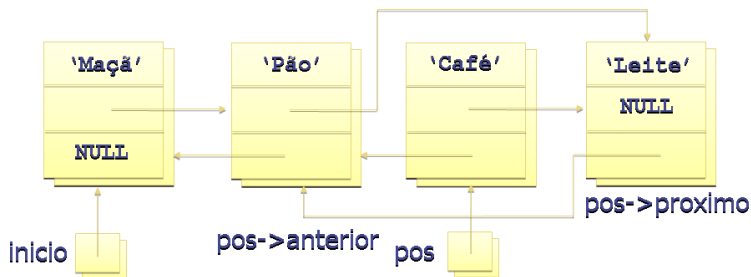 ‘Maçã’
‘Pão’
‘Café’
‘Leite’
NULL
NULL
pos->proximo
inicio
pos->anterior
pos